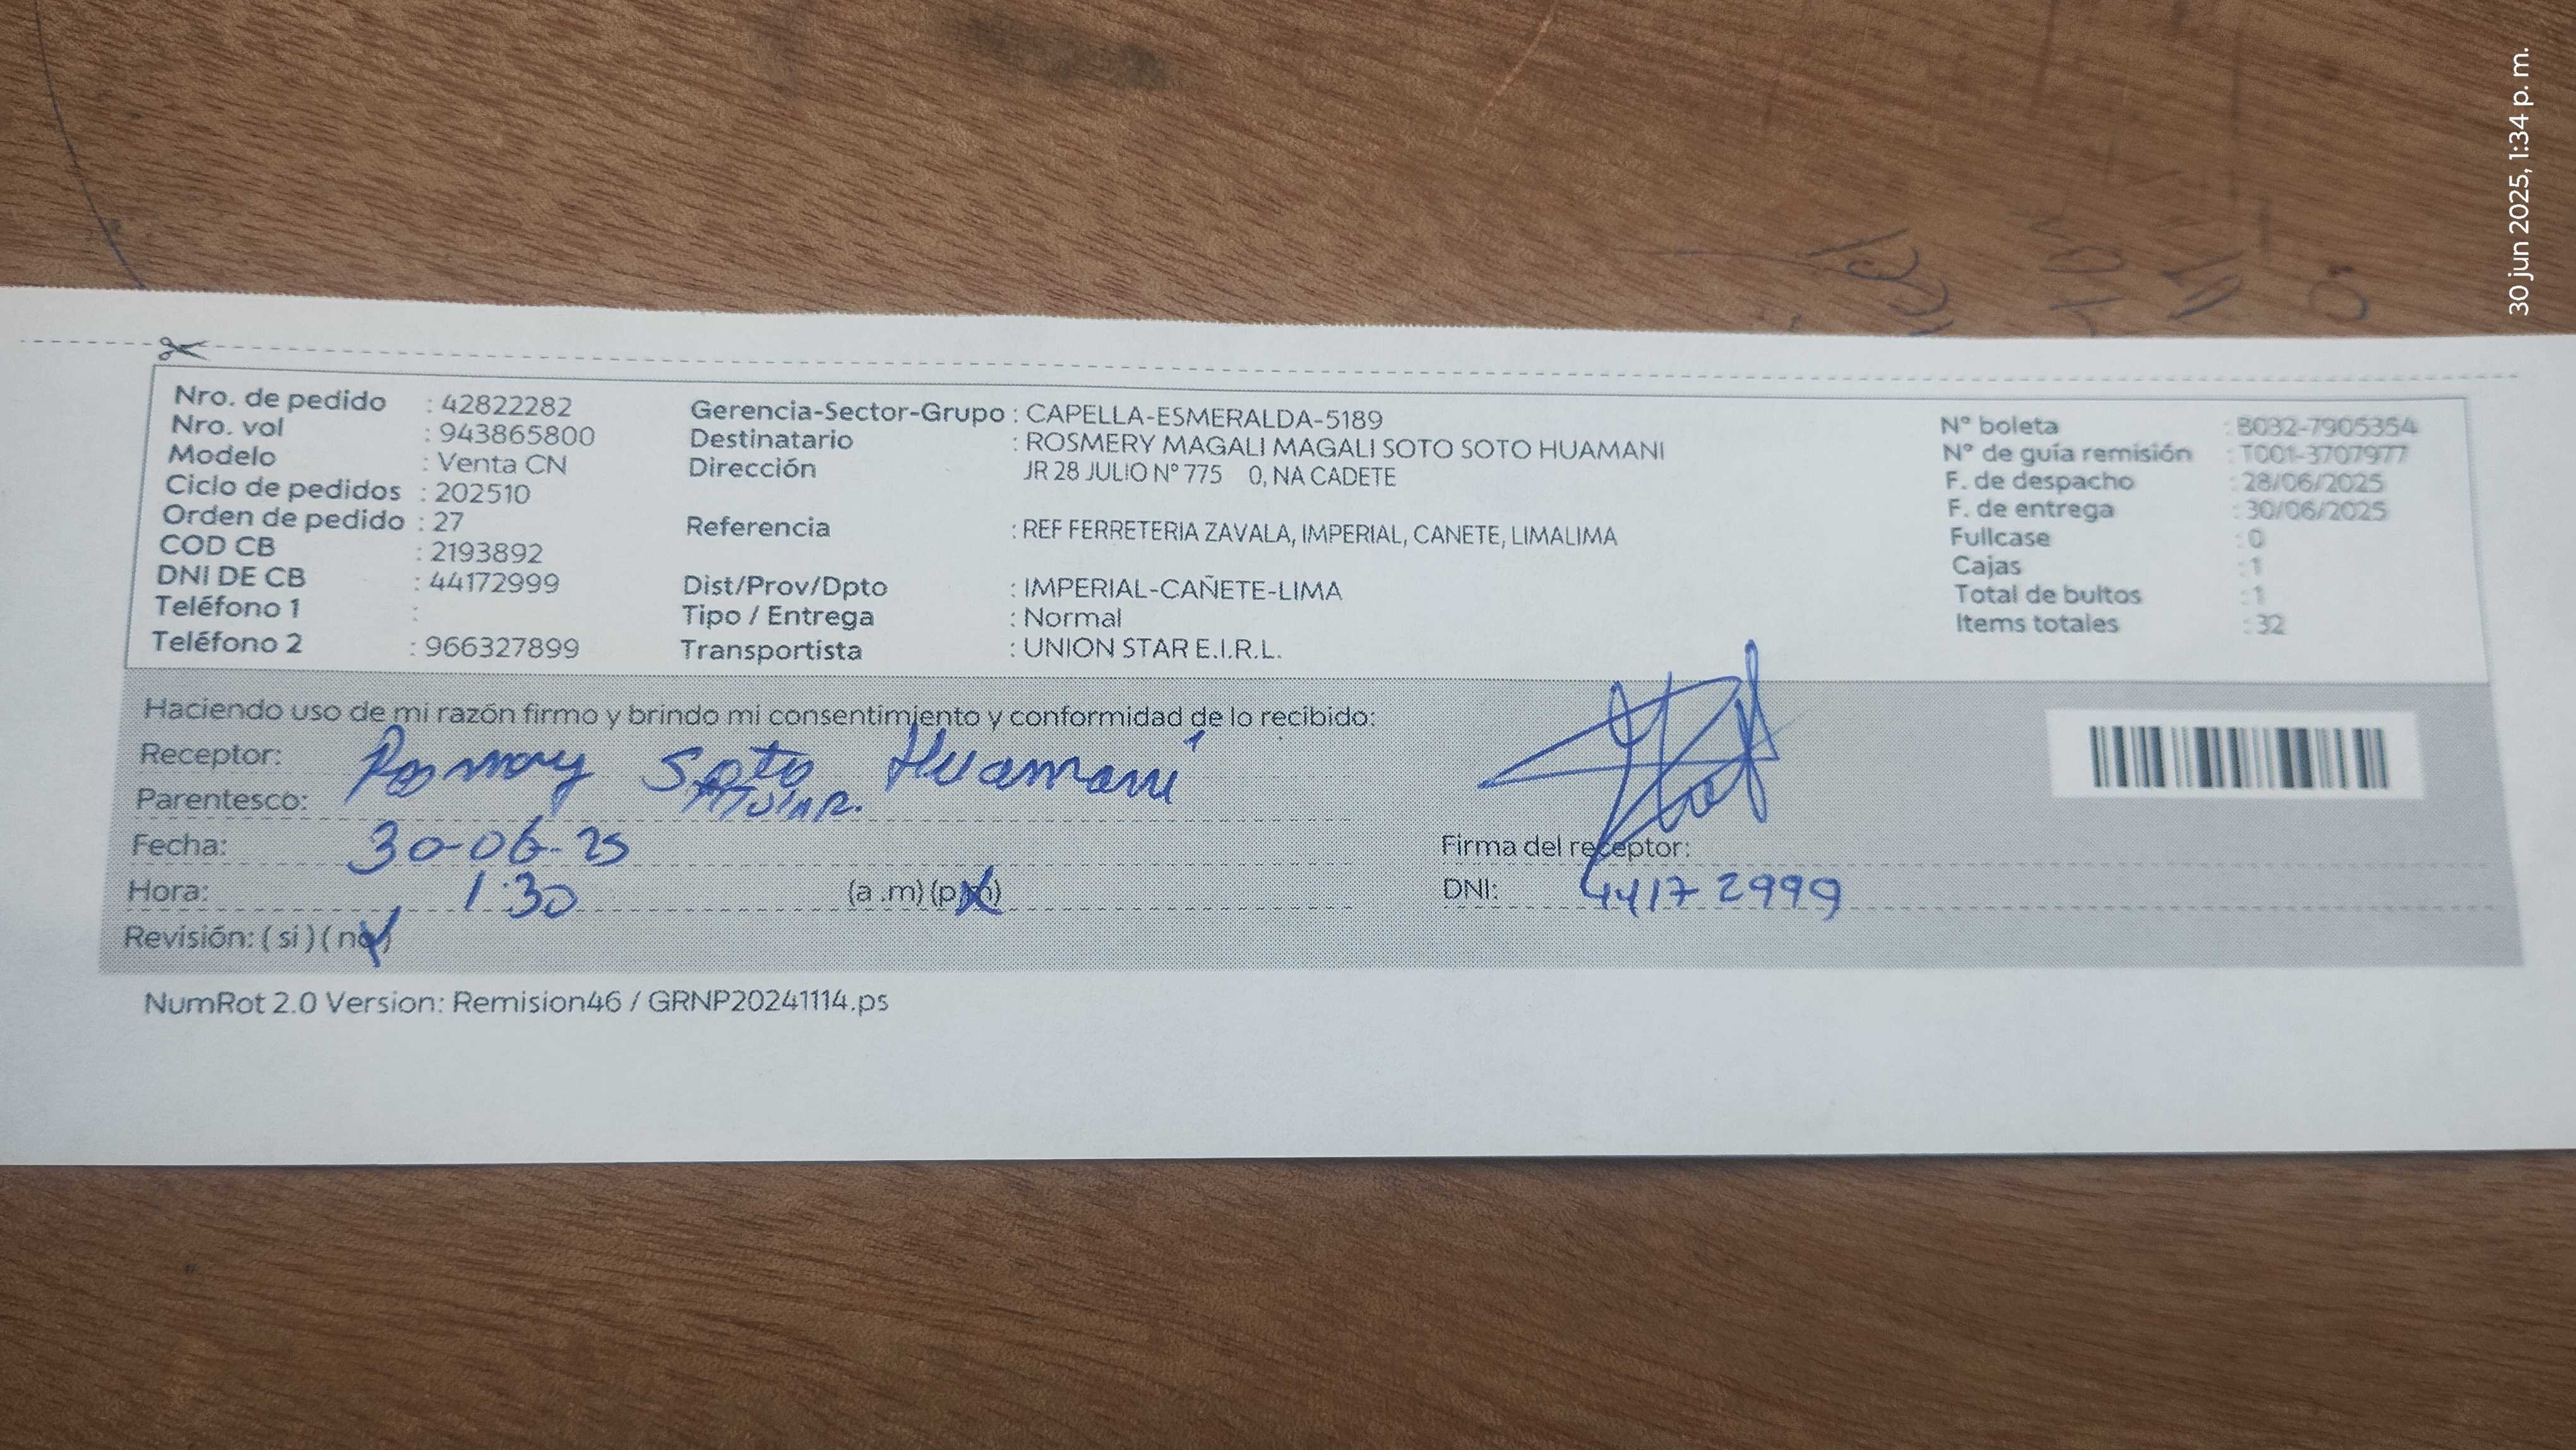 30 jun 2025, 1:34 p. m.
Nro. de pedido : 42822282
Nro. vol : 943865800
Modelo : Venta CN
Ciclo de pedidos : 202510
Orden de pedido : 27
COD CB : 2193892
DNI DE CB : 44172999
Teléfono 1 :
Teléfono 2 : 966327899
Gerencia-Sector-Grupo : CAPELLA-ESMERALDA-5189
Destinatario : ROSMERY MAGALI MAGALI SOTO SOTO HUAMANI
Dirección JR 28 JULIO Nº 775 0, NA CADETE
Referencia : REF FERRETERIA ZAVALA, IMPERIAL, CANETE, LIMALIMA
Dist/Prov/Dpto : IMPERIAL-CAÑETE-LIMA
Tipo / Entrega : Normal
Transportista : UNION STAR E.I.R.L.
Nº boleta : B032-7905354
Nº de guía remisión : T001-3707977
F. de despacho : 28/06/2025
F. de entrega : 30/06/2025
Fullcase : 0
Cajas : 1
Total de bultos : 1
Items totales : 32
Haciendo uso de mi razón firmo y brindo mi consentimiento y conformidad de lo recibido:
Receptor: Rosmery Soto Huamani
Parentesco: TITULAR.
Fecha: 30-06-25
Hora: 1:30 (a .m) (p.m)
Revisión: ( si ) ( no )
Firma del receptor:
DNI: 44172999
NumRot 2.0 Version: Remision46 / GRNP20241114.ps